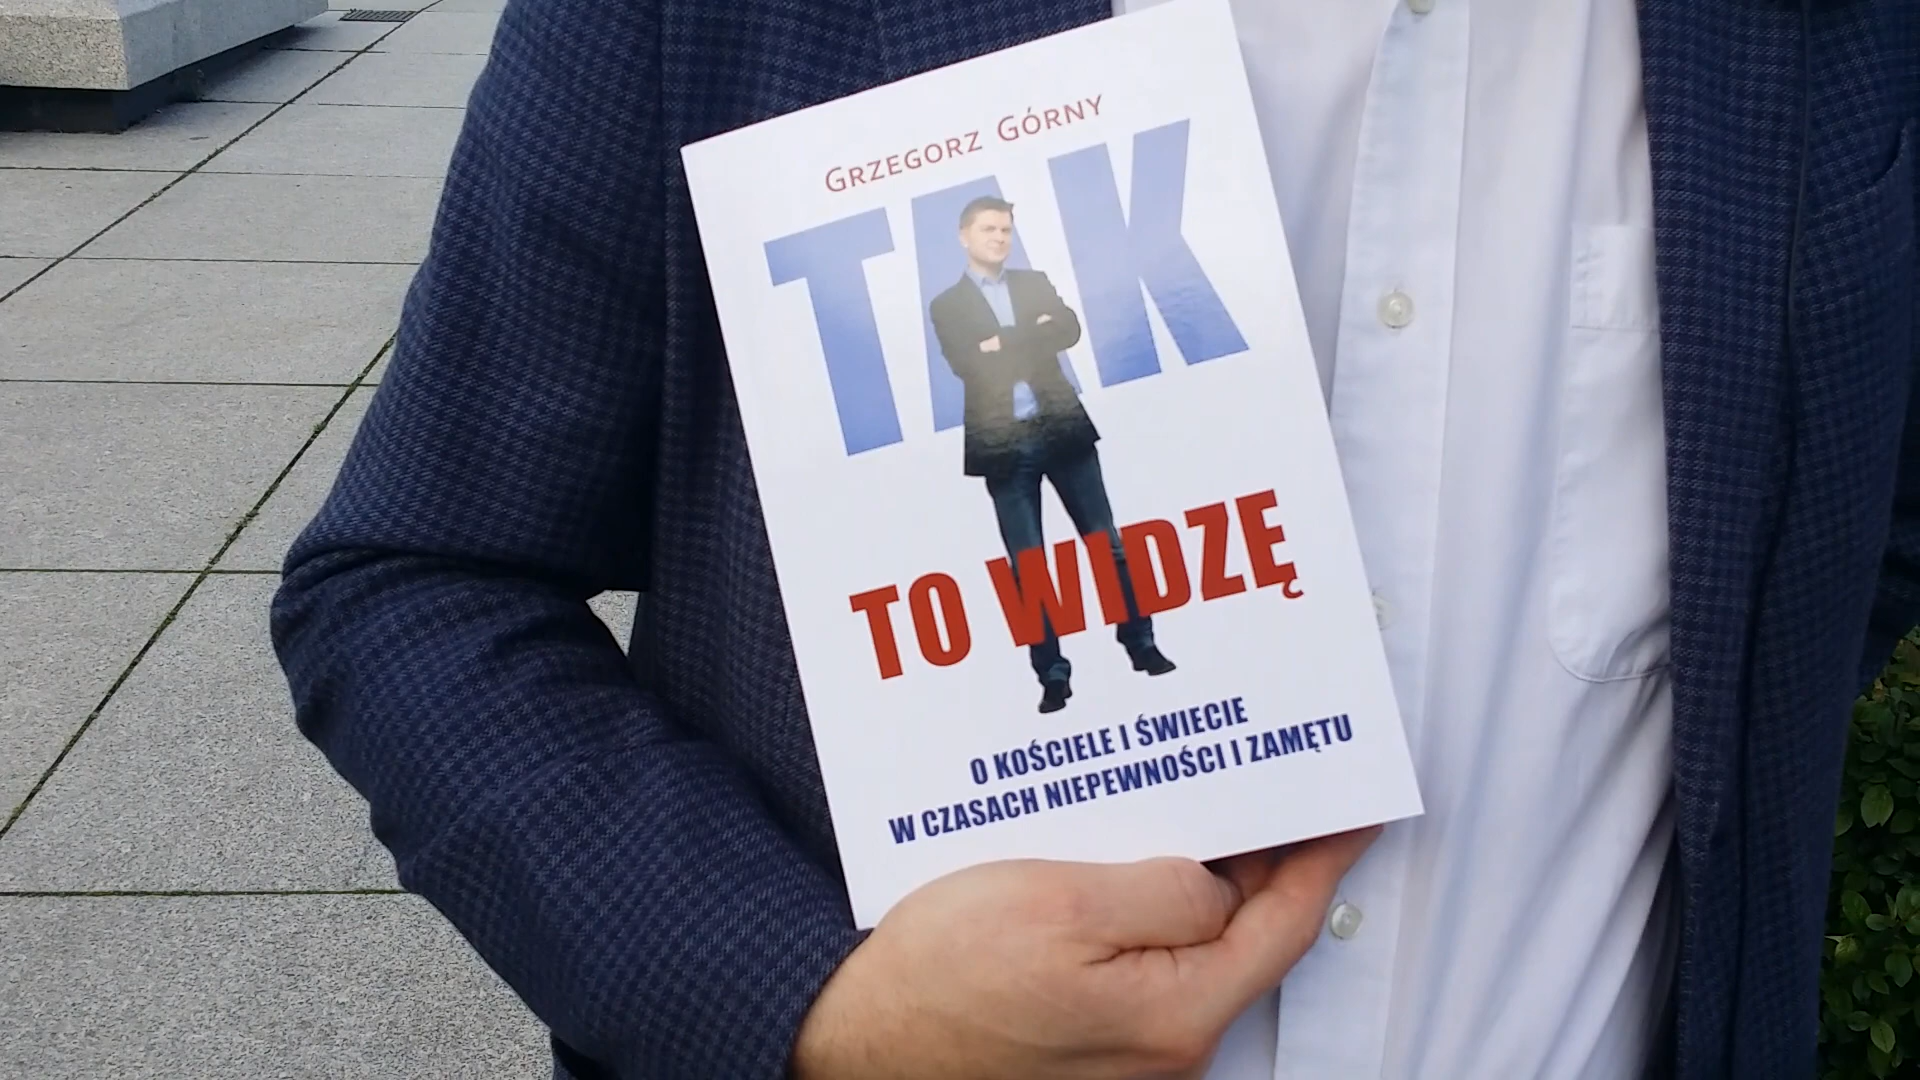 GRZEGORZ GÓRNY
TAK
TO WIDZĘ
O KOŚCIELE I ŚWIECIE
W CZASACH NIEPEWNOŚCI I ZAMĘTU